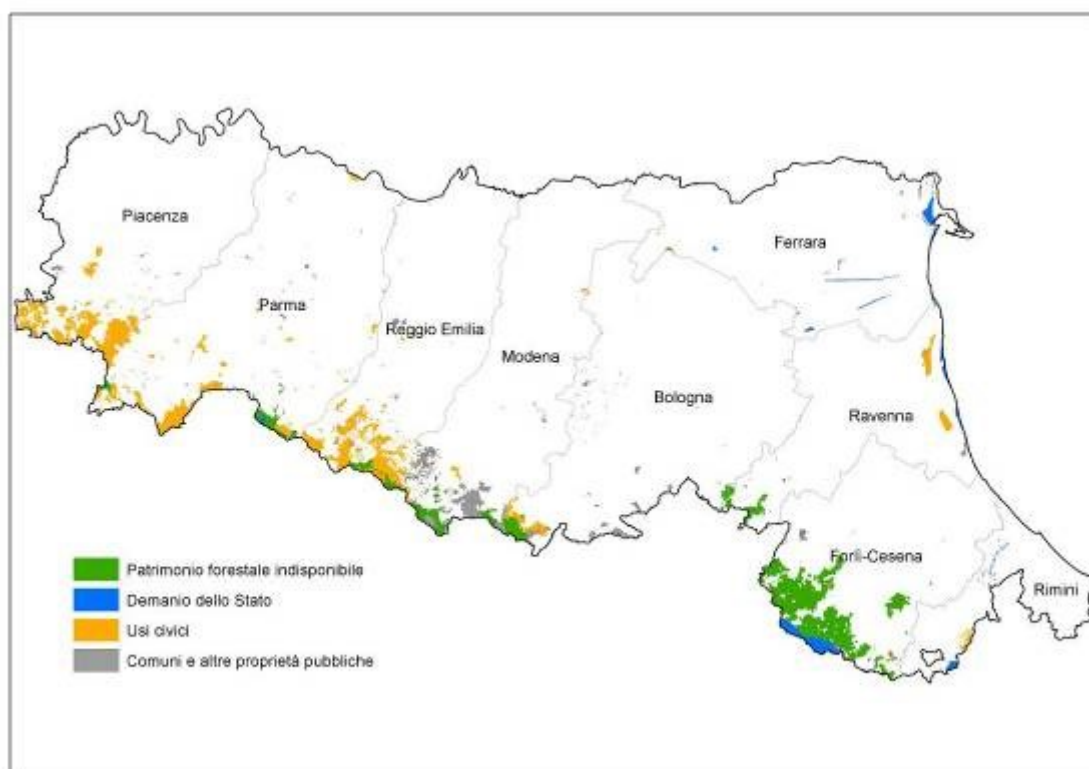 Piacenza
Ferrara
Parma
Reggio Emilia
Modena
Bologna
Ravenna
Forlì-Cesena
Rimini
Patrimonio forestale indisponibile
Demanio dello Stato
Usi civici
Comuni e altre proprietà pubbliche